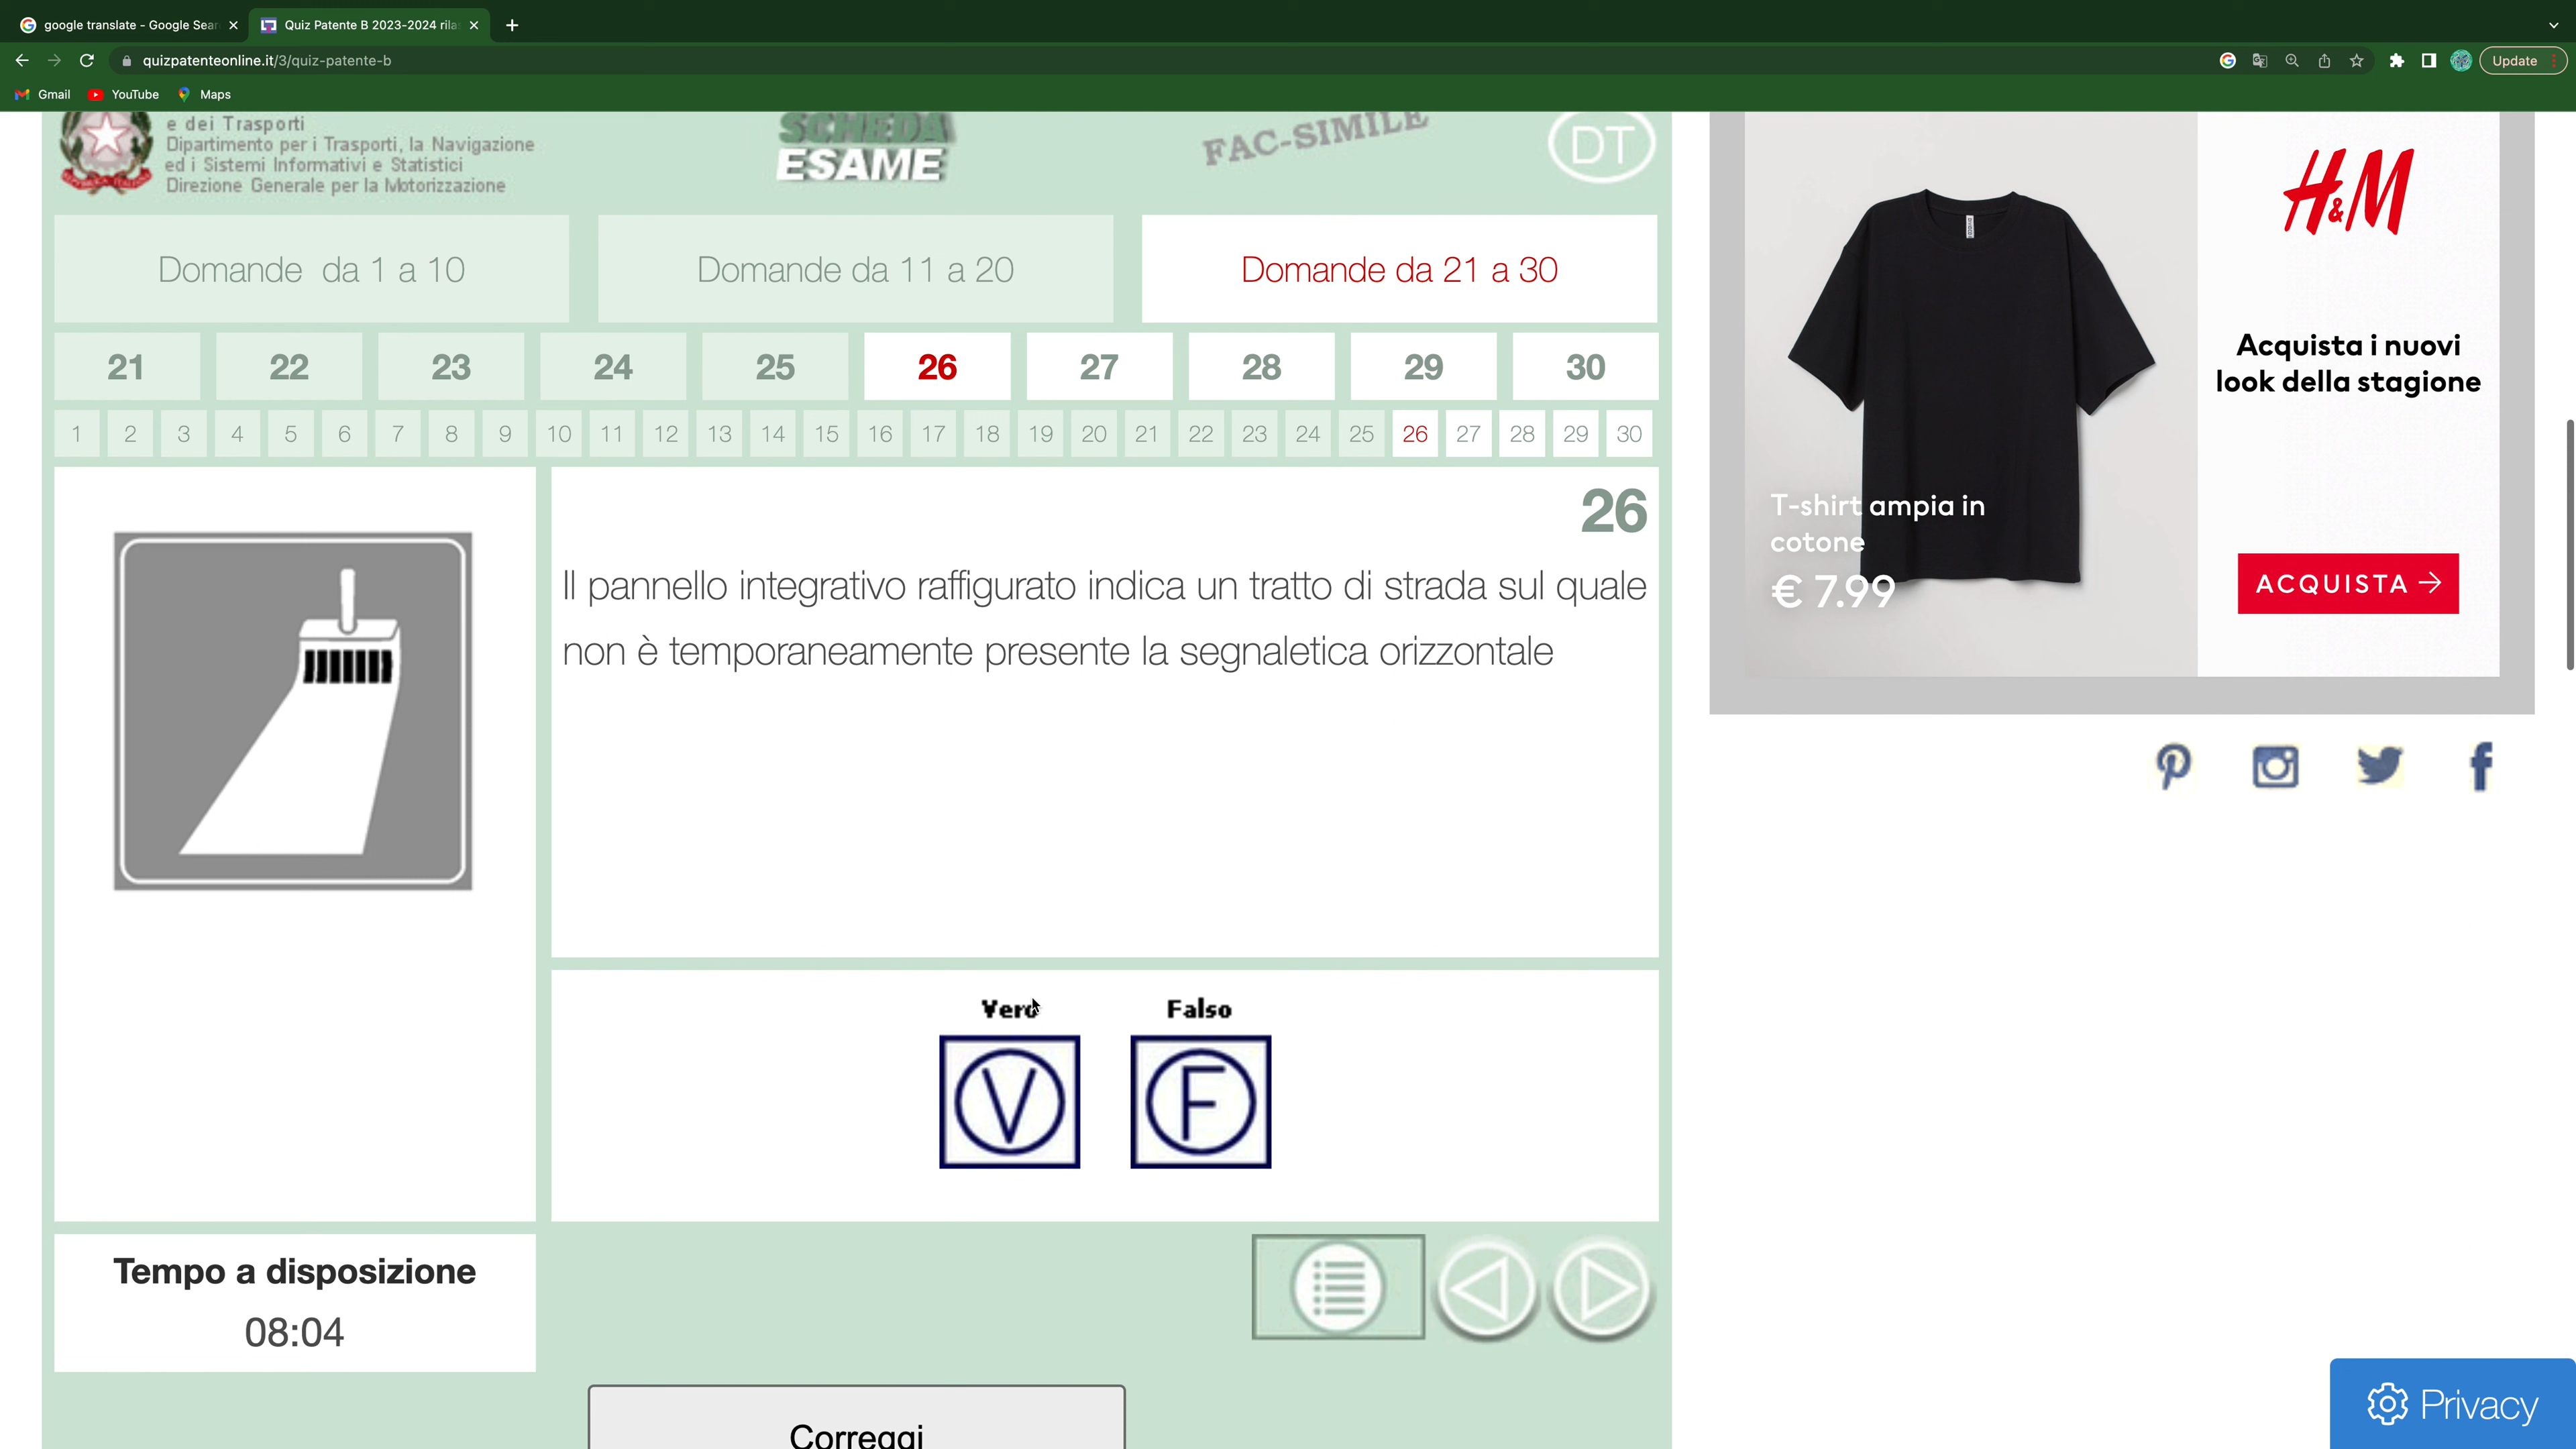 google translate - Google Sear
Quiz Patente B 2023-2024 rila
quizpatenteonline.it/3/quiz-patente-b
Update
Gmail
YouTube
Maps
e dei Trasporti
Dipartimento per i Trasporti, la Navigazione
ed i Sistemi Informativi e Statistici
Direzione Generale per la Motorizzazione
SCHEDA
ESAME
FAC-SIMILE
DT
Domande da 1 a 10
Domande da 11 a 20
Domande da 21 a 30
21 22 23 24 25 26 27 28 29 30
1 2 3 4 5 6 7 8 9 10 11 12 13 14 15 16 17 18 19 20 21 22 23 24 25 26 27 28 29 30
26
Il pannello integrativo raffigurato indica un tratto di strada sul quale
non è temporaneamente presente la segnaletica orizzontale
Vero
Falso
V
F
Tempo a disposizione
08:04
Correggi
H&M
Acquista i nuovi
look della stagione
T-shirt ampia in
cotone
€ 7.99
ACQUISTA
Privacy